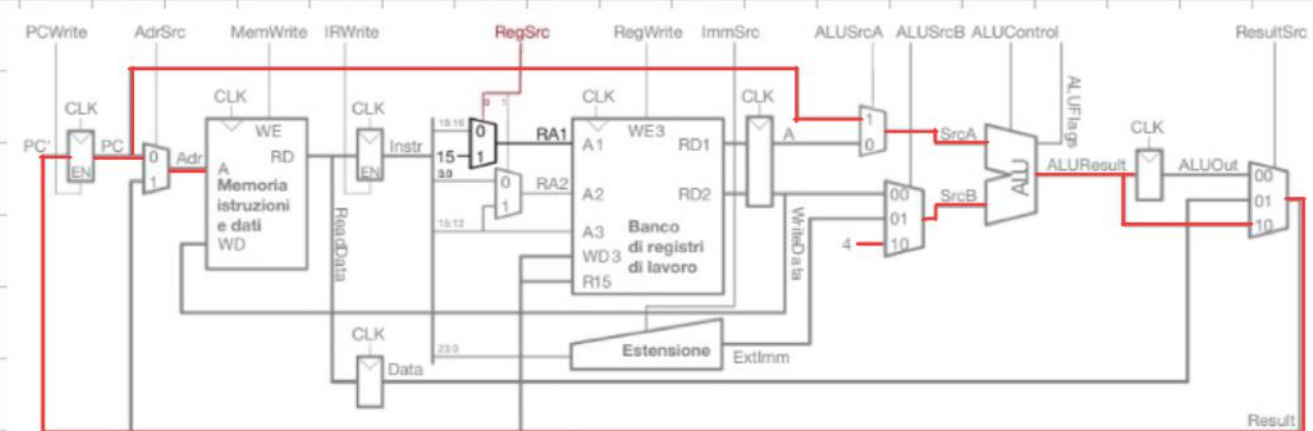 PCWrite AdrSrc MemWrite IRWrite RegSrc RegWrite ImmSrc ALUSrcA ALUSrcB ALUControl ResultSrc
CLK CLK CLK CLK CLK ALUFlags CLK
PC' PC EN
0 1 Adr
A WE RD
Memoria
istruzioni
e dati
WD
EN Instr
ReadData
0 1
19:16 0 RA1
15 1
3:0 0 RA2
1
15:12
A1 WE3 RD1
A2 RD2
A3 Banco
WD3 di registri
R15 di lavoro
A
WriteData
1
0 SrcA
00 SrcB
01
4 10
ALU
ALUResult ALUOut 00
01
10
CLK
Data
23:0 Estensione ExtImm
Result